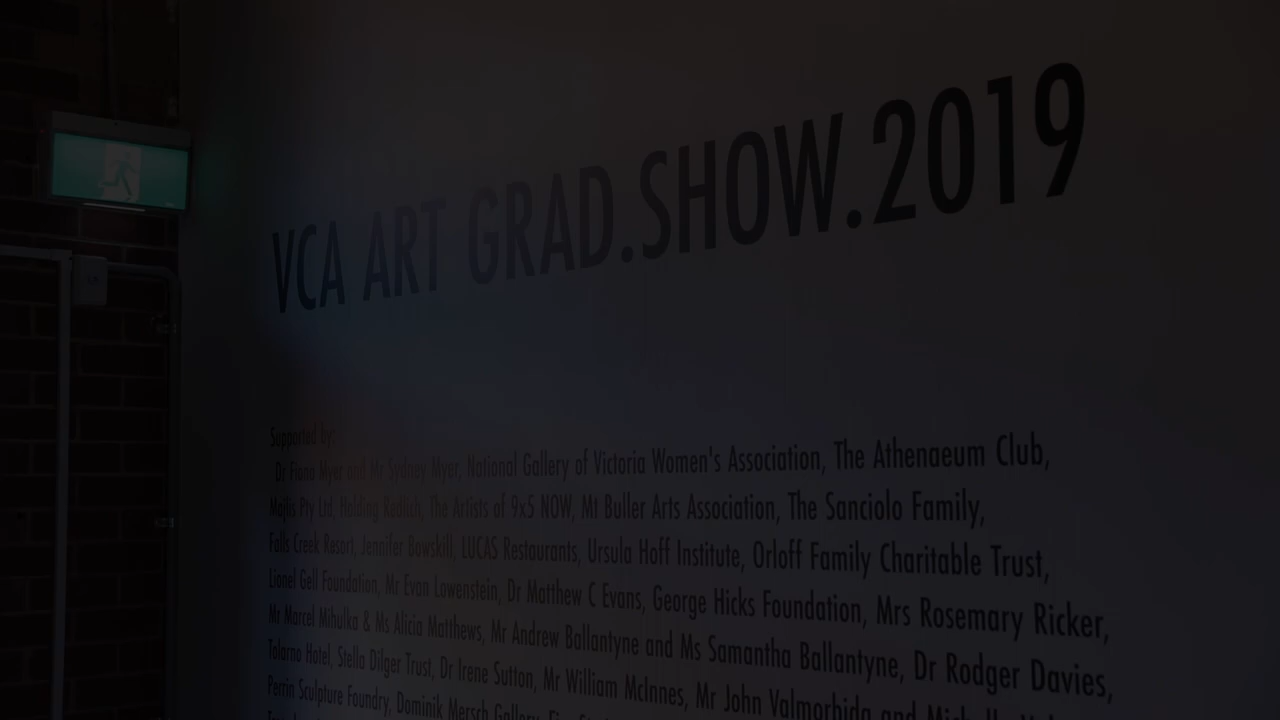 VCA ART GRAD.SHOW.2019
Supported by:
Dr Fiona Myer and Mr Sydney Myer, National Gallery of Victoria Women's Association, The Athenaeum Club,
Majlis Pty Ltd, Holding Redlich, The Artists of 9x5 NOW, Mt Buller Arts Association, The Sanciolo Family,
Falls Creek Resort, Jennifer Bowskill, LUCAS Restaurants, Ursula Hoff Institute, Orloff Family Charitable Trust,
Lionel Gell Foundation, Mr Evan Lowenstein, Dr Matthew C Evans, George Hicks Foundation, Mrs Rosemary Ricker,
Mr Marcel Mihulka & Ms Alicia Matthews, Mr Andrew Ballantyne and Ms Samantha Ballantyne, Dr Rodger Davies,
Tolarno Hotel, Stella Dilger Trust, Dr Irene Sutton, Mr William McInnes, Mr John Valmorbida and
Perrin Sculpture Foundry, Dominik Mersch Gallery,